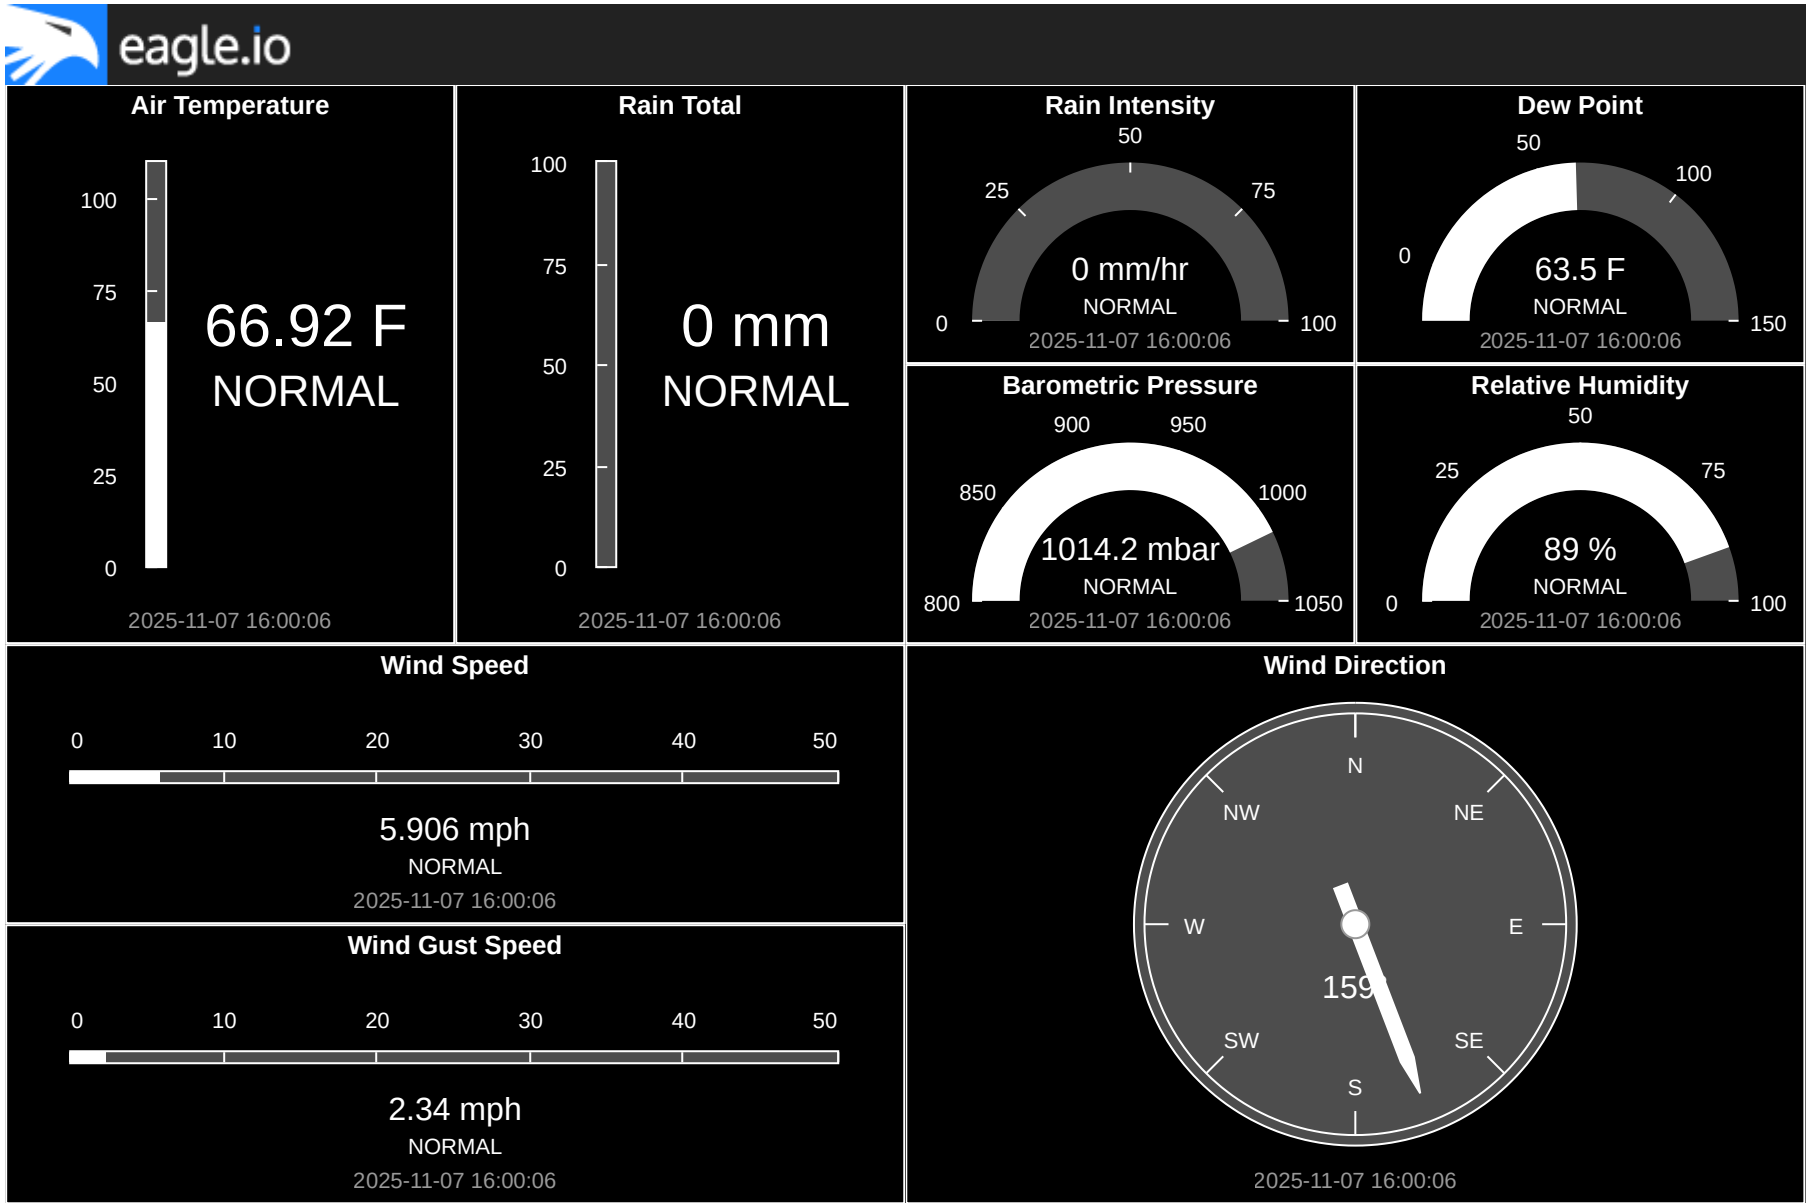 eagle.io
Air Temperature
100
75
50
25
0
66.92 F
NORMAL
2025-11-07 16:00:06
Rain Total
100
75
50
25
0
0 mm
NORMAL
2025-11-07 16:00:06
Rain Intensity
0
25
50
75
100
0 mm/hr
NORMAL
2025-11-07 16:00:06
Dew Point
0
50
100
150
63.5 F
NORMAL
2025-11-07 16:00:06
Barometric Pressure
800
850
900
950
1000
1050
1014.2 mbar
NORMAL
2025-11-07 16:00:06
Relative Humidity
0
25
50
75
100
89 %
NORMAL
2025-11-07 16:00:06
Wind Speed
0 10 20 30 40 50
5.906 mph
NORMAL
2025-11-07 16:00:06
Wind Gust Speed
0 10 20 30 40 50
2.34 mph
NORMAL
2025-11-07 16:00:06
Wind Direction
N
NW NE
W E
159
SW SE
S
2025-11-07 16:00:06